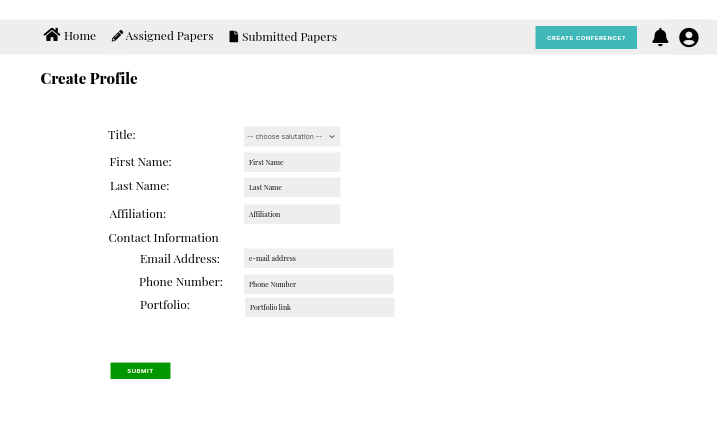 Home Assigned Papers Submitted Papers CREATE CONFERENCE?
Create Profile
Title: -- choose salutation --
First Name: First Name
Last Name: Last Name
Affiliation: Affiliation
Contact Information
Email Address: e-mail address
Phone Number: Phone Number
Portfolio: Portfolio link
SUBMIT